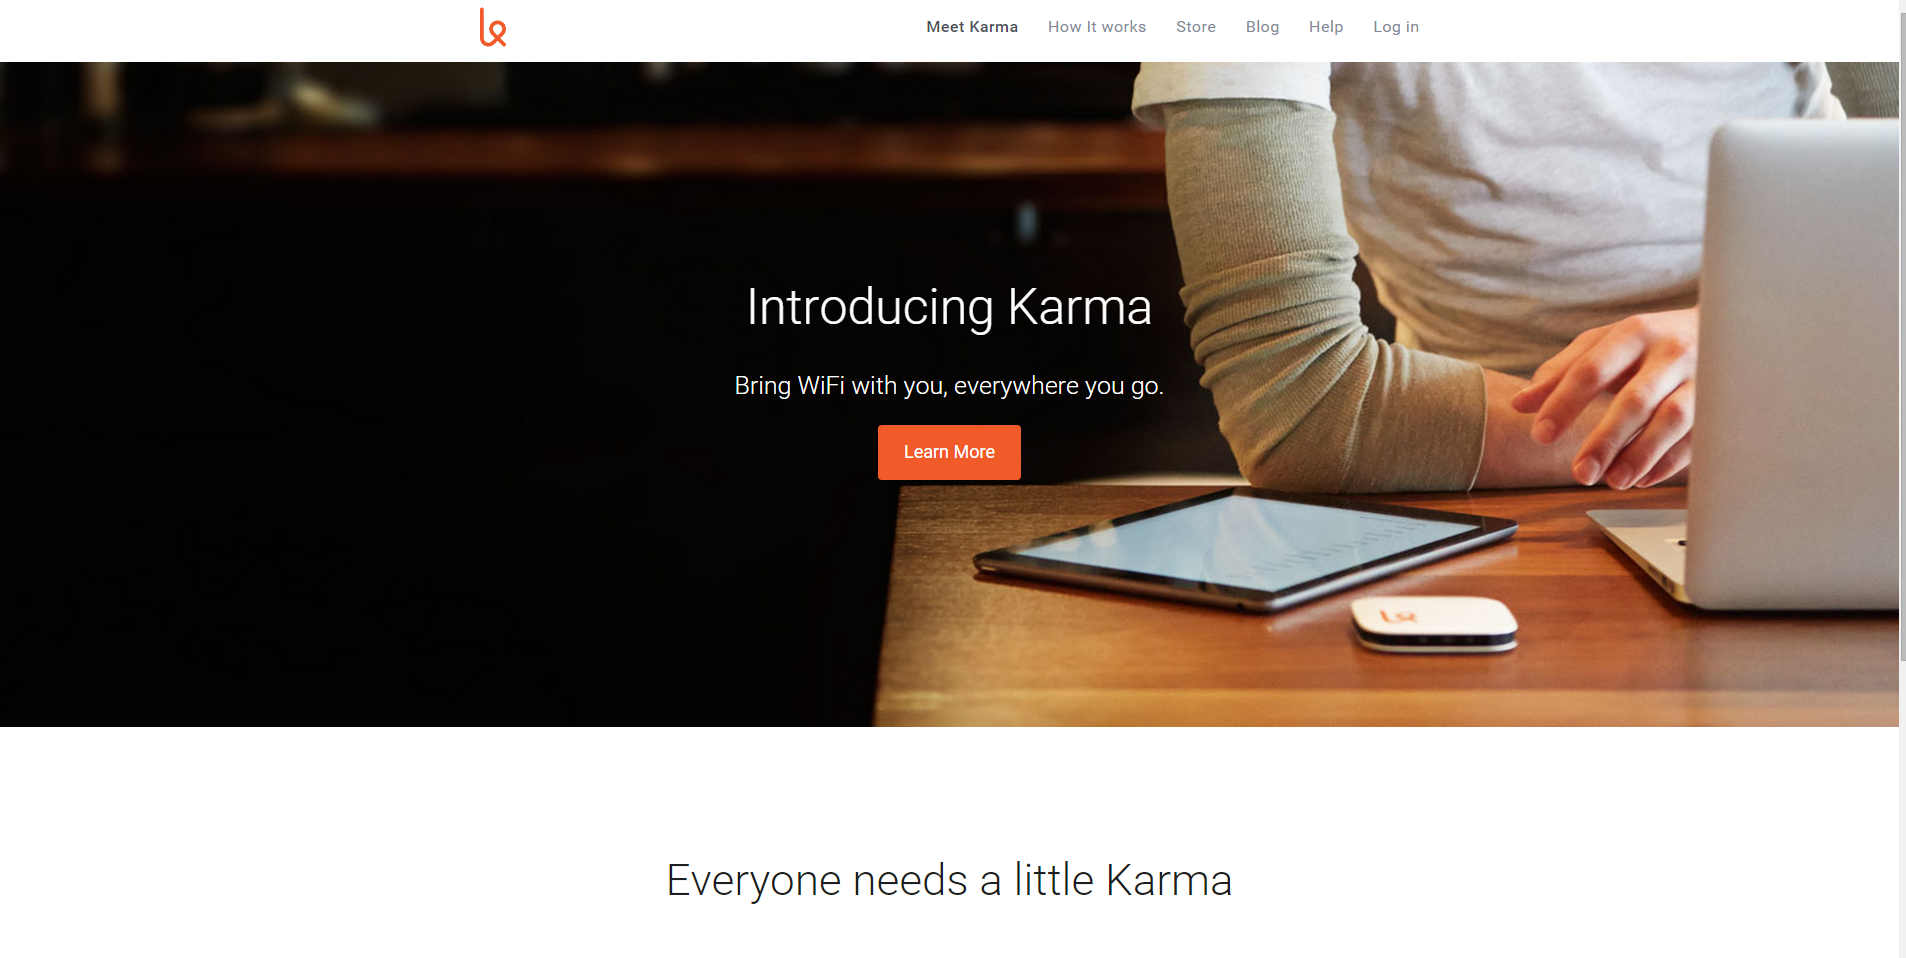 Meet Karma How It works Store Blog Help Log in
Introducing Karma
Bring WiFi with you, everywhere you go.
Learn More
Everyone needs a little Karma